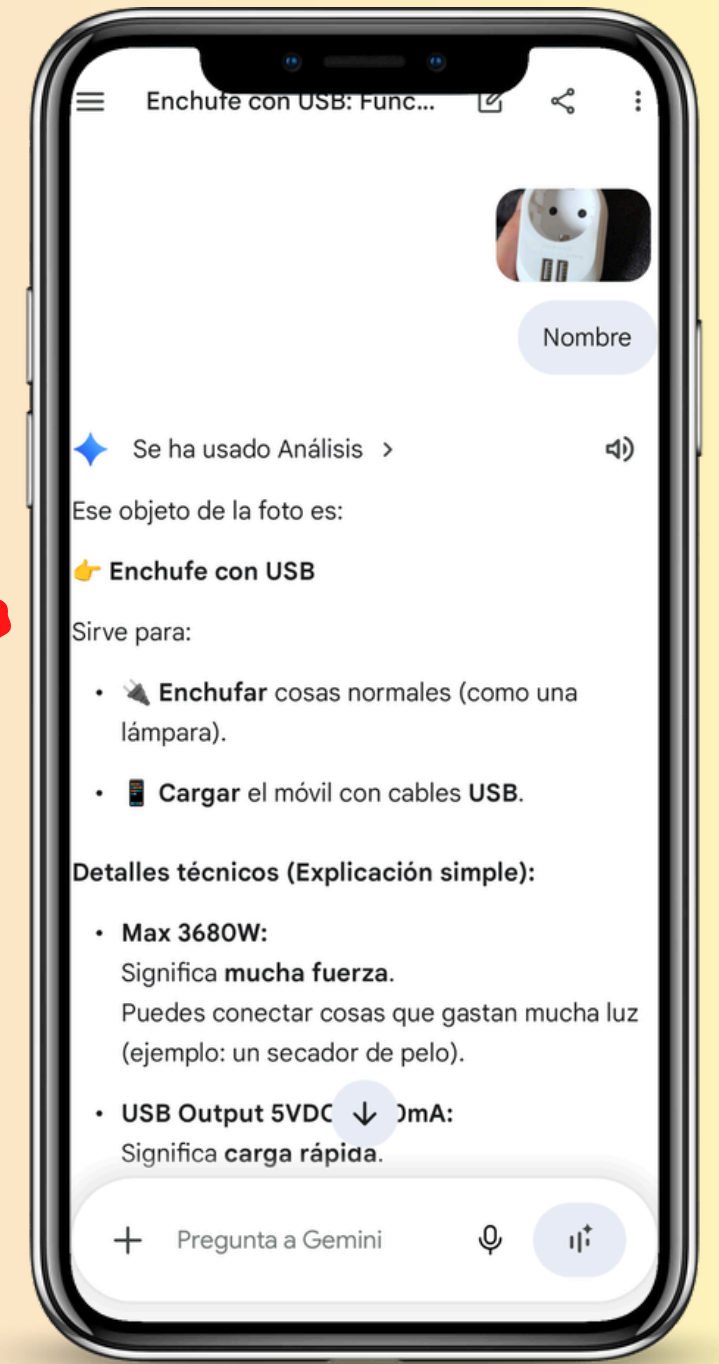 Enchufe con USB: Func...
Nombre
Se ha usado Análisis
Ese objeto de la foto es:
👉 Enchufe con USB
Sirve para:
• 🔌 Enchufar cosas normales (como una
lámpara).
• 📱 Cargar el móvil con cables USB.
Detalles técnicos (Explicación simple):
• Max 3680W:
Significa mucha fuerza.
Puedes conectar cosas que gastan mucha luz
(ejemplo: un secador de pelo).
• USB Output 5VDC
Significa carga rápida.
Pregunta a Gemini